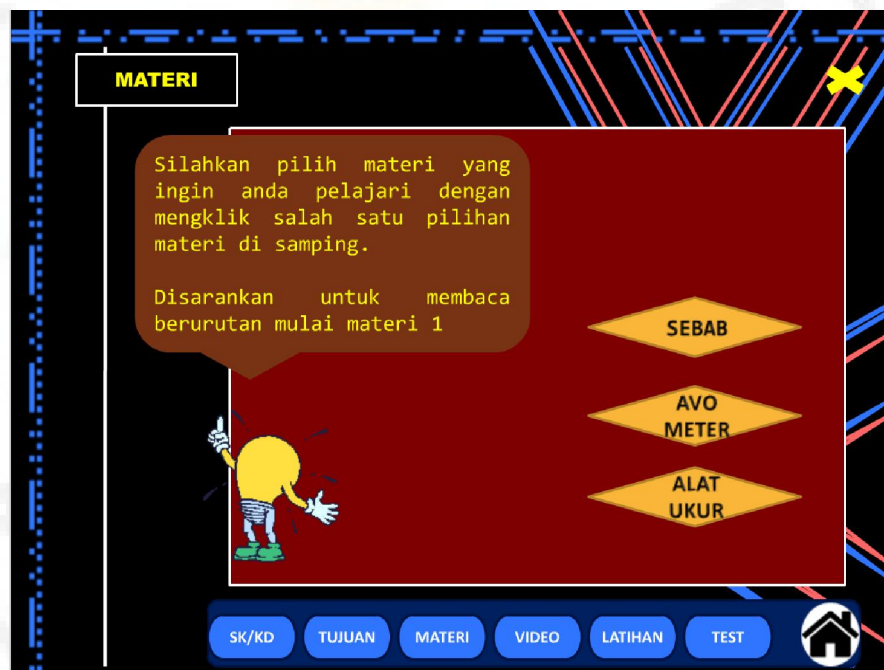 MATERI
Silahkan pilih materi yang
ingin anda pelajari dengan
mengklik salah satu pilihan
materi di samping.
Disarankan untuk membaca
berurutan mulai materi 1
SEBAB
AVO
METER
ALAT
UKUR
SK/KD
TUJUAN
MATERI
VIDEO
LATIHAN
TEST